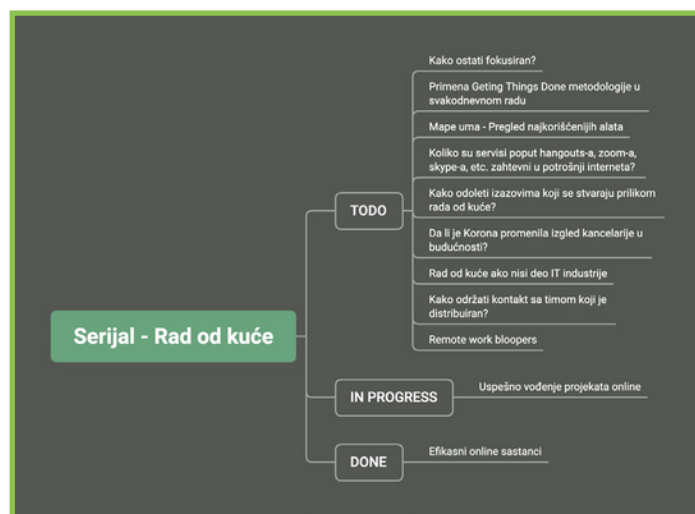 Kako ostati fokusiran?
Primena Geting Things Done metodologije u
svakodnevnom radu
Mape uma - Pregled najkorišćenijih alata
Koliko su servisi poput hangouts-a, zoom-a,
skype-a, etc. zahtevni u potrošnji interneta?
Kako odoleti izazovima koji se stvaraju prilikom
rada od kuće?
TODO
Da li je Korona promenila izgled kancelarije u
budućnosti?
Rad od kuće ako nisi deo IT industrije
Kako održati kontakt sa timom koji je
distribuiran?
Serijal - Rad od kuće
Remote work bloopers
IN PROGRESS
Uspešno vođenje projekata online
DONE
Efikasni online sastanci